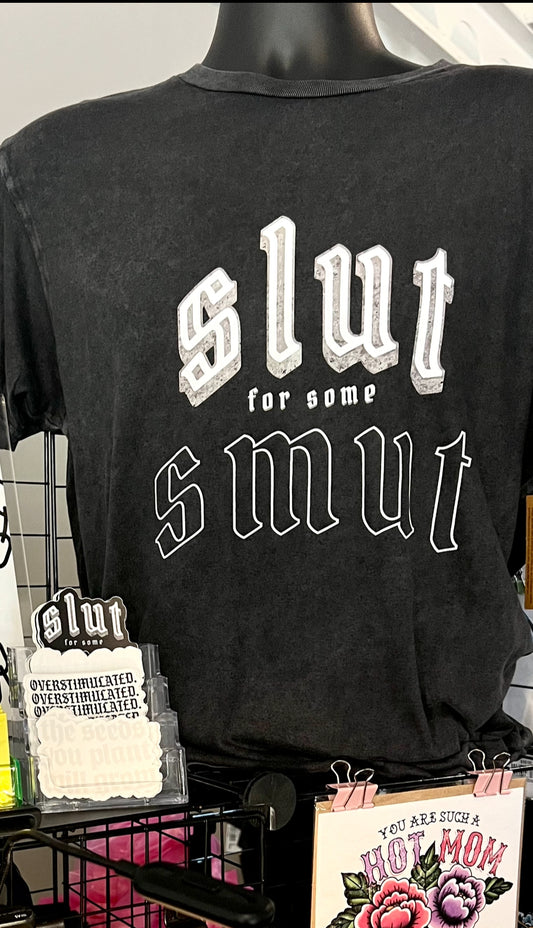 slut
for some
smut
slut
for some
OVERSTIMULATED.
OVERSTIMULATED.
OVERSTIMULATED.
the seeds
you plant
will grow
YOU ARE SUCH A
HOT MOM